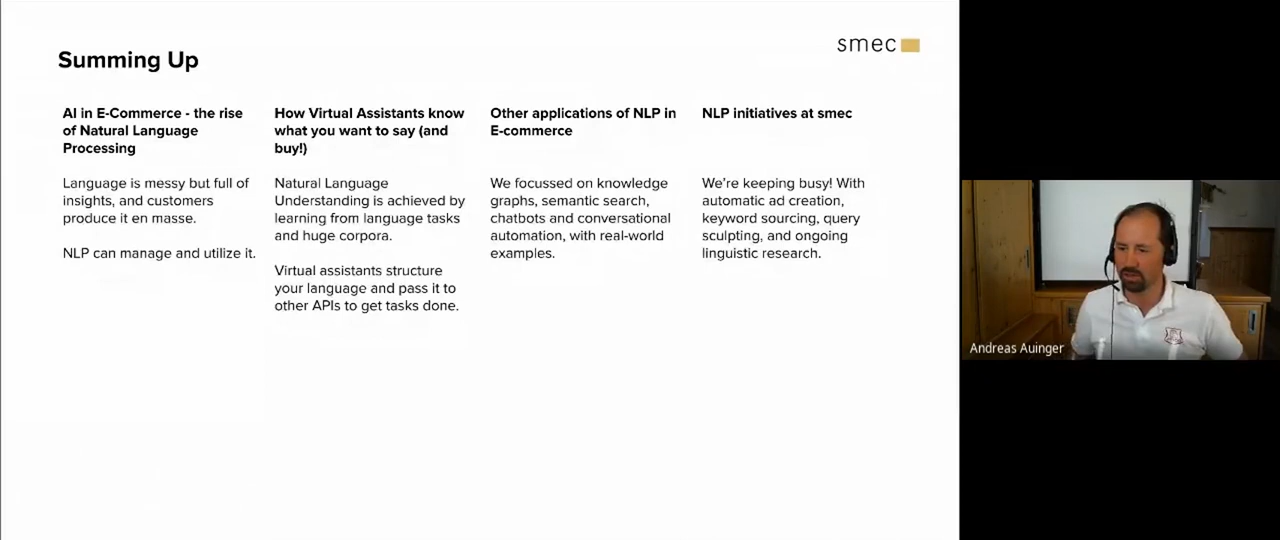 Summing Up
smec
AI in E-Commerce - the rise
of Natural Language
Processing
Language is messy but full of
insights, and customers
produce it en masse.
NLP can manage and utilize it.
How Virtual Assistants know
what you want to say (and
buy!)
Natural Language
Understanding is achieved by
learning from language tasks
and huge corpora.
Virtual assistants structure
your language and pass it to
other APIs to get tasks done.
Other applications of NLP in
E-commerce
We focussed on knowledge
graphs, semantic search,
chatbots and conversational
automation, with real-world
examples.
NLP initiatives at smec
We're keeping busy! With
automatic ad creation,
keyword sourcing, query
sculpting, and ongoing
linguistic research.
Andreas Auinger